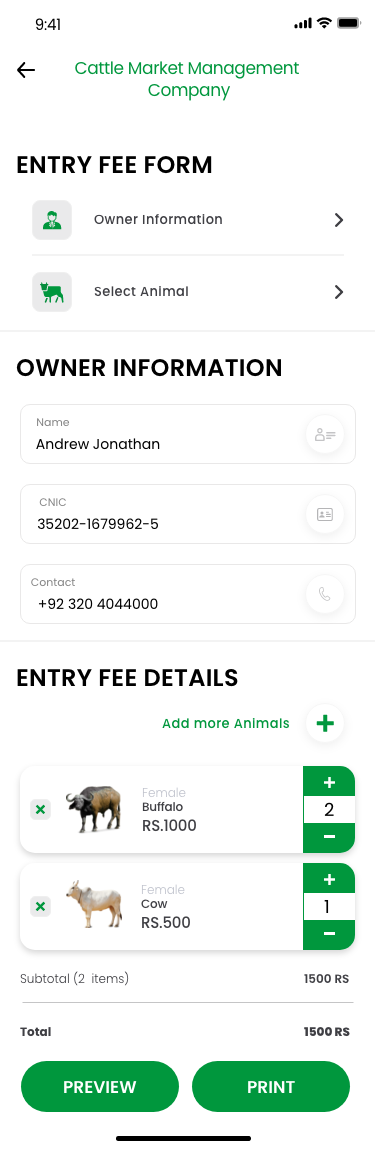 9:41
Cattle Market Management
Company
ENTRY FEE FORM
Owner Information
Select Animal
OWNER INFORMATION
Name
Andrew Jonathan
CNIC
35202-1679962-5
Contact
+92 320 4044000
ENTRY FEE DETAILS
Add more Animals
Female
Buffalo
RS.1000
2
Female
Cow
RS.500
1
Subtotal (2 items) 1500 RS
Total 1500 RS
PREVIEW PRINT